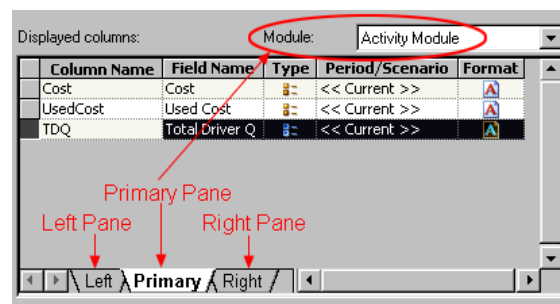 Displayed columns: Module: Activity Module
Column Name Field Name Type Period/Scenario Format
Cost Cost << Current >> A
UsedCost Used Cost << Current >> A
TDQ Total Driver Q << Current >> A
Primary Pane
Left Pane Right Pane
Left Primary Right